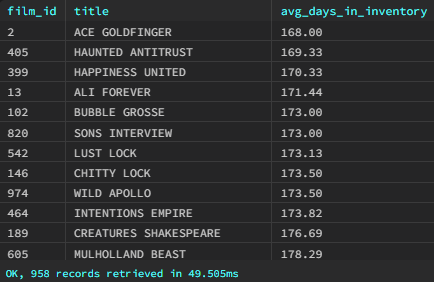 film_id title avg_days_in_inventory
2 ACE GOLDFINGER 168.00
405 HAUNTED ANTITRUST 169.33
399 HAPPINESS UNITED 170.33
13 ALI FOREVER 171.44
102 BUBBLE GROSSE 173.00
820 SONS INTERVIEW 173.00
542 LUST LOCK 173.13
146 CHITTY LOCK 173.50
974 WILD APOLLO 173.50
464 INTENTIONS EMPIRE 173.82
189 CREATURES SHAKESPEARE 176.69
605 MULHOLLAND BEAST 178.29
OK, 958 records retrieved in 49.505ms